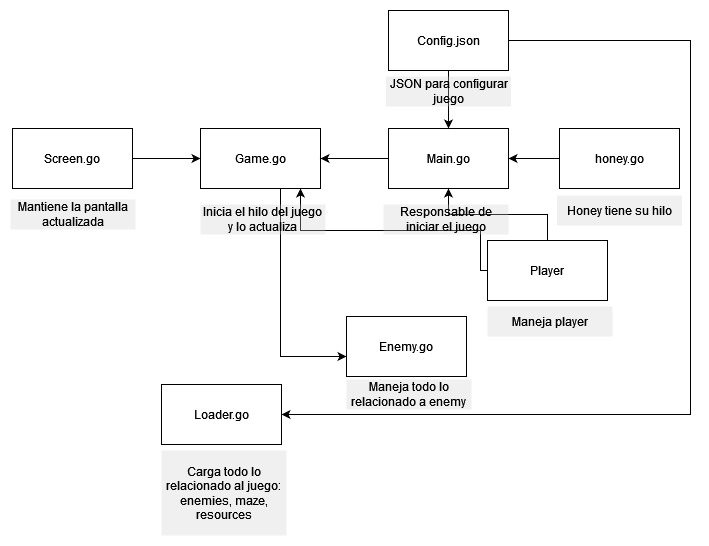 Config.json
JSON para configurar
juego
Screen.go
Game.go
Main.go
honey.go
Mantiene la pantalla
actualizada
Inicia el hilo del juego
y lo actualiza
Responsable de
iniciar el juego
Honey tiene su hilo
Player
Maneja player
Enemy.go
Maneja todo lo
relacionado a enemy
Loader.go
Carga todo lo
relacionado al juego:
enemies, maze,
resources